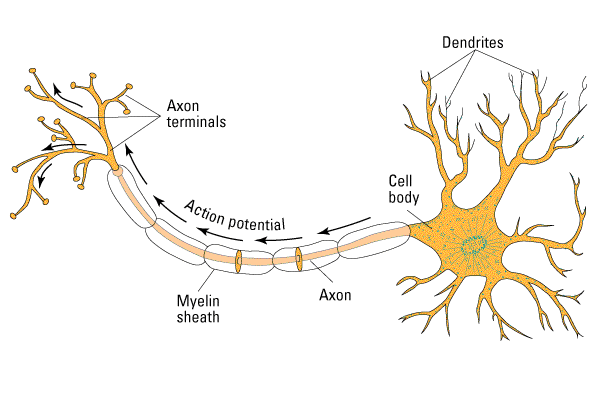 Dendrites
Axon
terminals
Cell
body
Action potential
Axon
Myelin
sheath